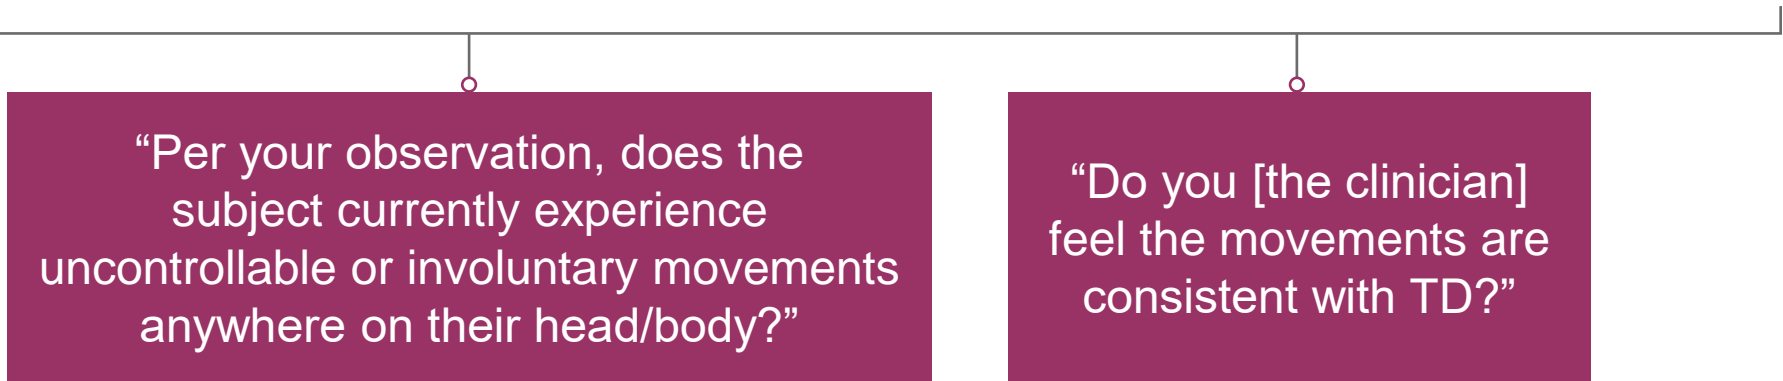 “Per your observation, does the
subject currently experience
uncontrollable or involuntary movements
anywhere on their head/body?”
“Do you [the clinician]
feel the movements are
consistent with TD?”